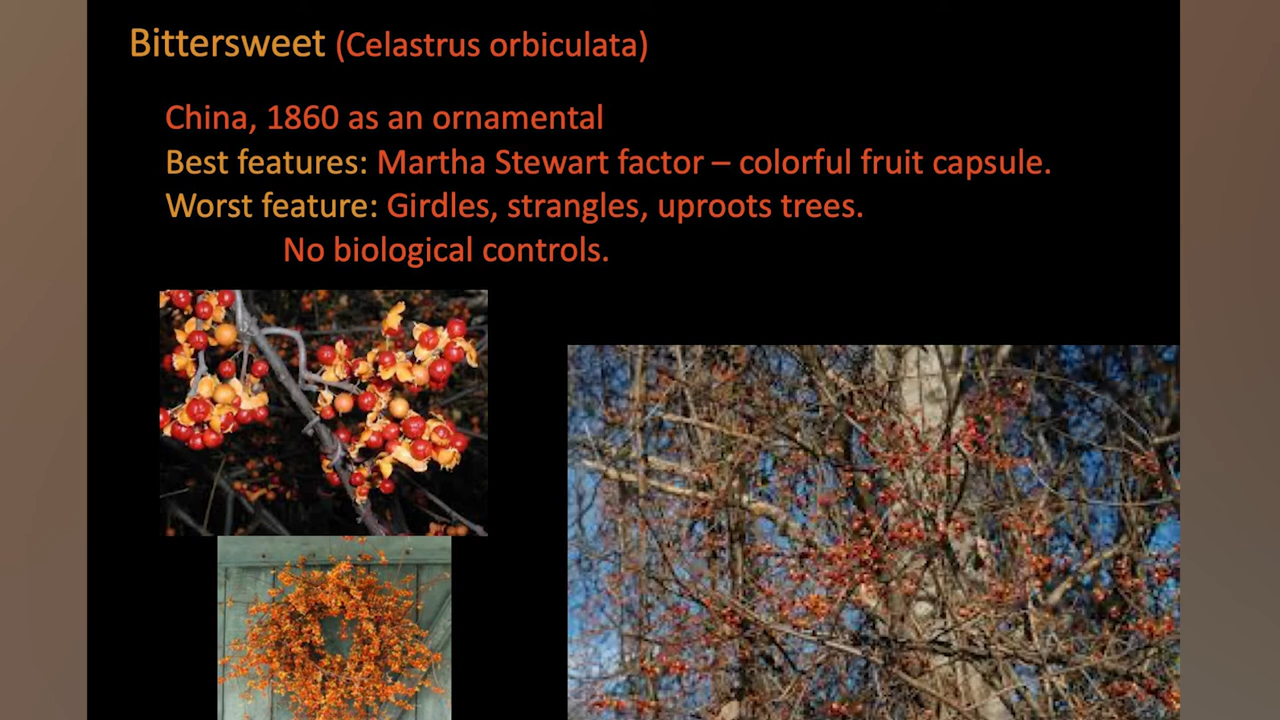 Bittersweet (Celastrus orbiculata)
China, 1860 as an ornamental
Best features: Martha Stewart factor – colorful fruit capsule.
Worst feature: Girdles, strangles, uproots trees.
No biological controls.